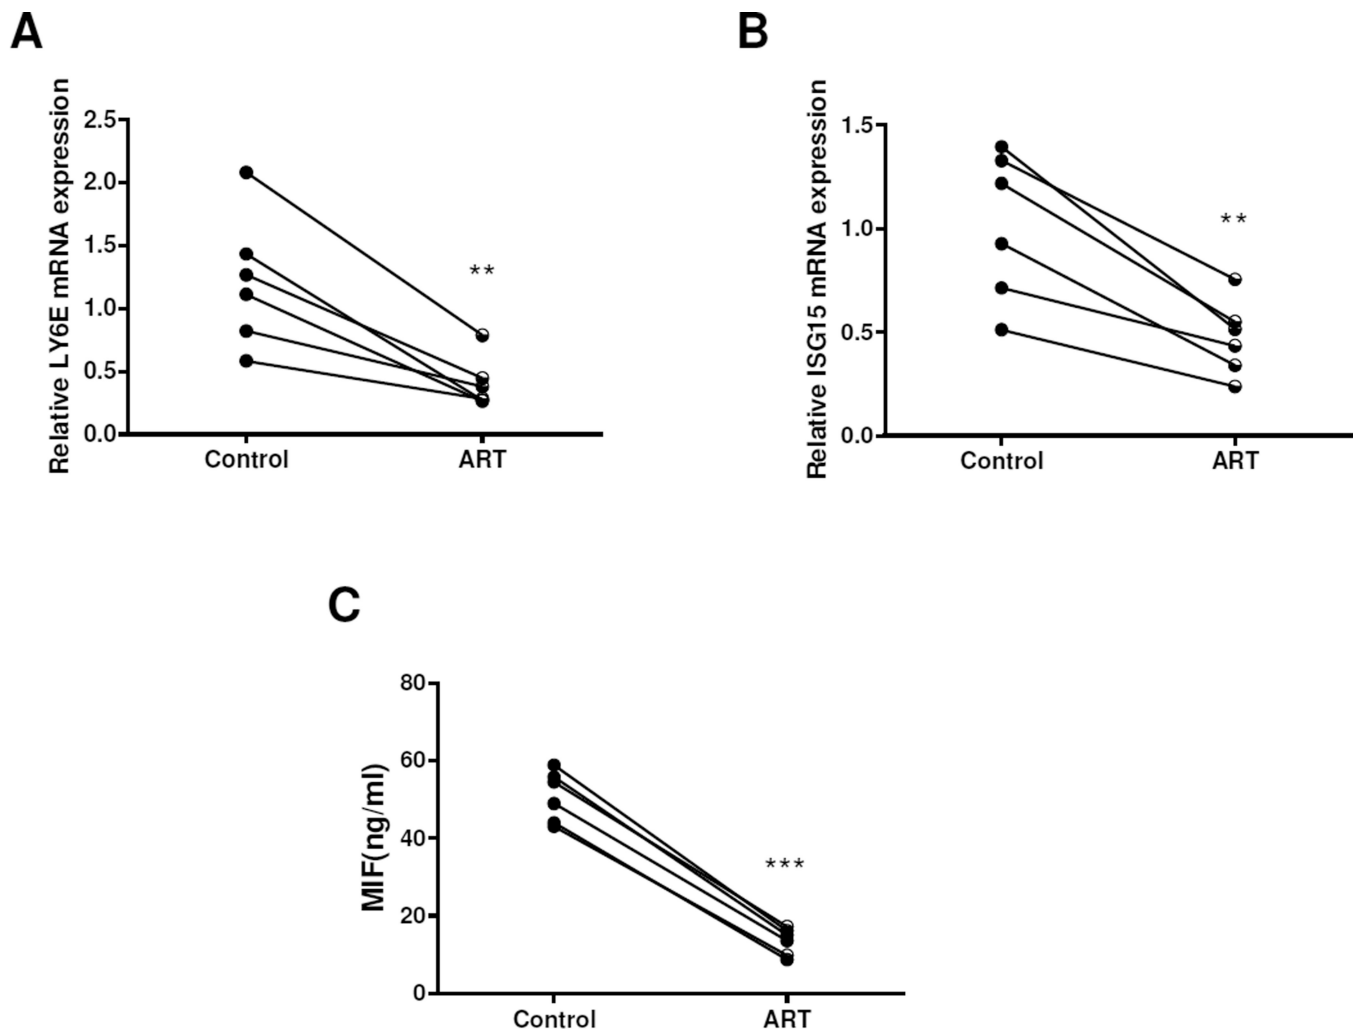 A
Relative LY6E mRNA expression
2.5
2.0
1.5
1.0
0.5
0.0
**
Control
ART
B
Relative ISG15 mRNA expression
1.5
1.0
0.5
0.0
**
Control
ART
C
MIF(ng/ml)
80
60
40
20
0
***
Control
ART